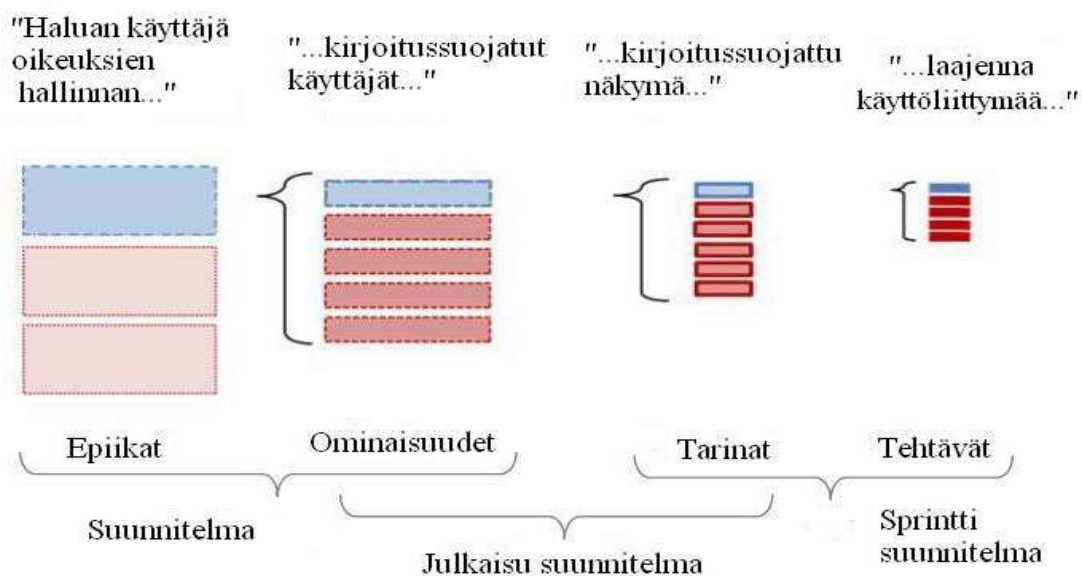 "Haluan käyttäjä
oikeuksien
hallinnan..."
"...kirjoitussuojatut
käyttäjät..."
"...kirjoitussuojattu
näkymä..."
"...laajenna
käyttöliittymää..."
Epiikat
Ominaisuudet
Tarinat
Tehtävät
Suunnitelma
Julkaisu suunnitelma
Sprintti
suunnitelma